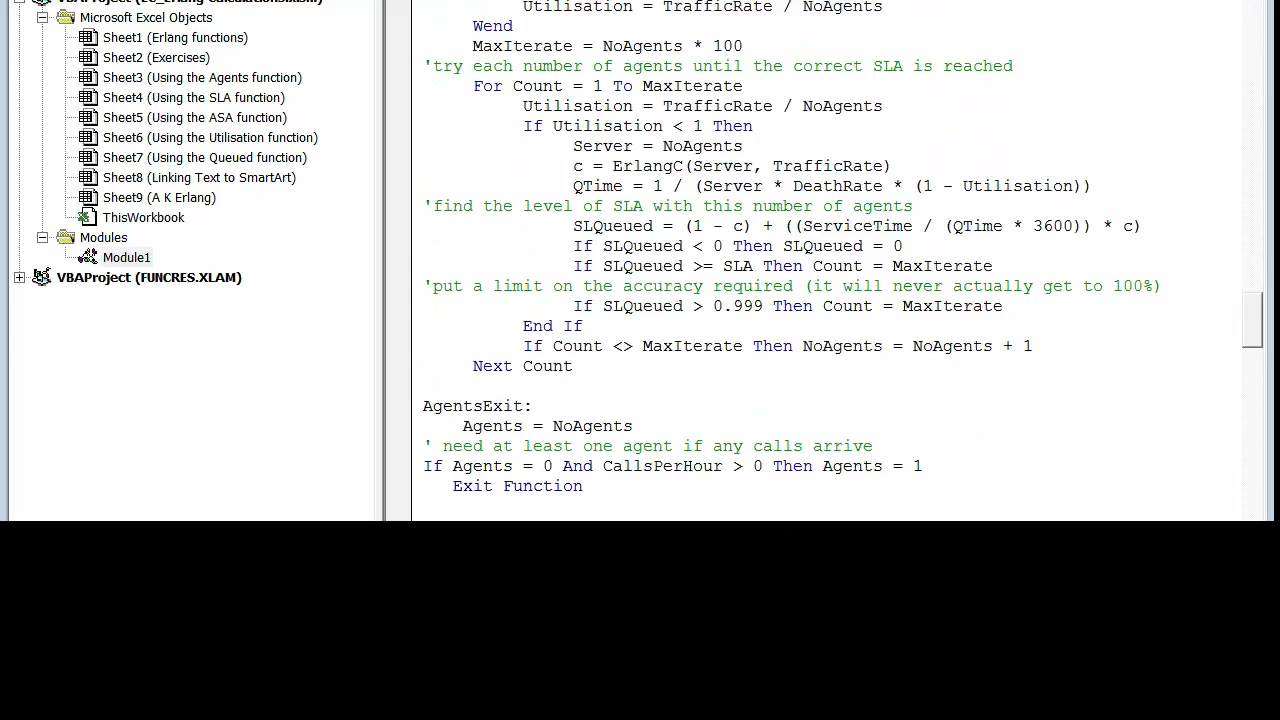 VBAProject (EC_Erlang Calculations.xlsm)
Microsoft Excel Objects
Sheet1 (Erlang functions)
Sheet2 (Exercises)
Sheet3 (Using the Agents function)
Sheet4 (Using the SLA function)
Sheet5 (Using the ASA function)
Sheet6 (Using the Utilisation function)
Sheet7 (Using the Queued function)
Sheet8 (Linking Text to SmartArt)
Sheet9 (A K Erlang)
ThisWorkbook
Modules
Module1
VBAProject (FUNCRES.XLAM)
Utilisation = TrafficRate / NoAgents
Wend
MaxIterate = NoAgents * 100
'try each number of agents until the correct SLA is reached
For Count = 1 To MaxIterate
Utilisation = TrafficRate / NoAgents
If Utilisation < 1 Then
Server = NoAgents
c = ErlangC(Server, TrafficRate)
QTime = 1 / (Server * DeathRate * (1 - Utilisation))
'find the level of SLA with this number of agents
SLQueued = (1 - c) + ((ServiceTime / (QTime * 3600)) * c)
If SLQueued < 0 Then SLQueued = 0
If SLQueued >= SLA Then Count = MaxIterate
'put a limit on the accuracy required (it will never actually get to 100%)
If SLQueued > 0.999 Then Count = MaxIterate
End If
If Count <> MaxIterate Then NoAgents = NoAgents + 1
Next Count
AgentsExit:
Agents = NoAgents
' need at least one agent if any calls arrive
If Agents = 0 And CallsPerHour > 0 Then Agents = 1
Exit Function